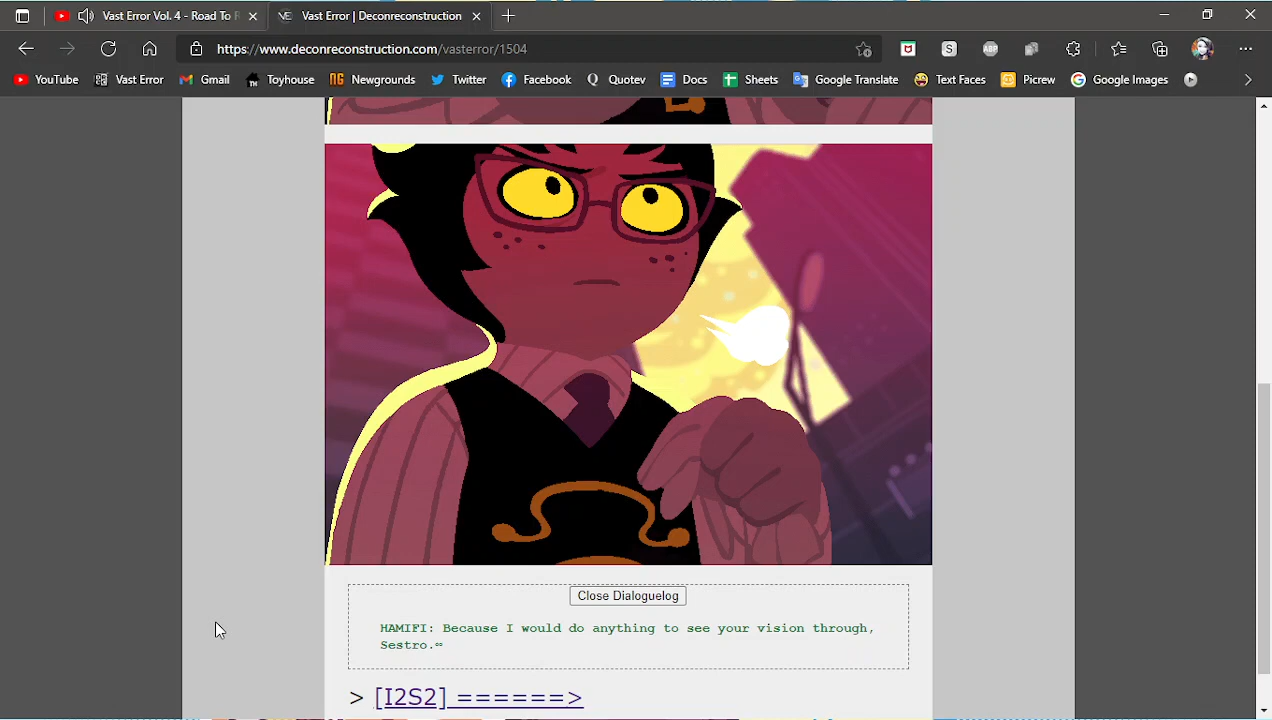 Vast Error Vol. 4 - Road To R
Vast Error | Deconreconstruction
https://www.deconreconstruction.com/vasterror/1504
YouTube
Vast Error
Gmail
Toyhouse
Newgrounds
Twitter
Facebook
Quotev
Docs
Sheets
Google Translate
Text Faces
Picrew
Google Images
Close Dialoguelog
HAMIFI: Because I would do anything to see your vision through,
Sestro.∞
> [I2S2] ======>